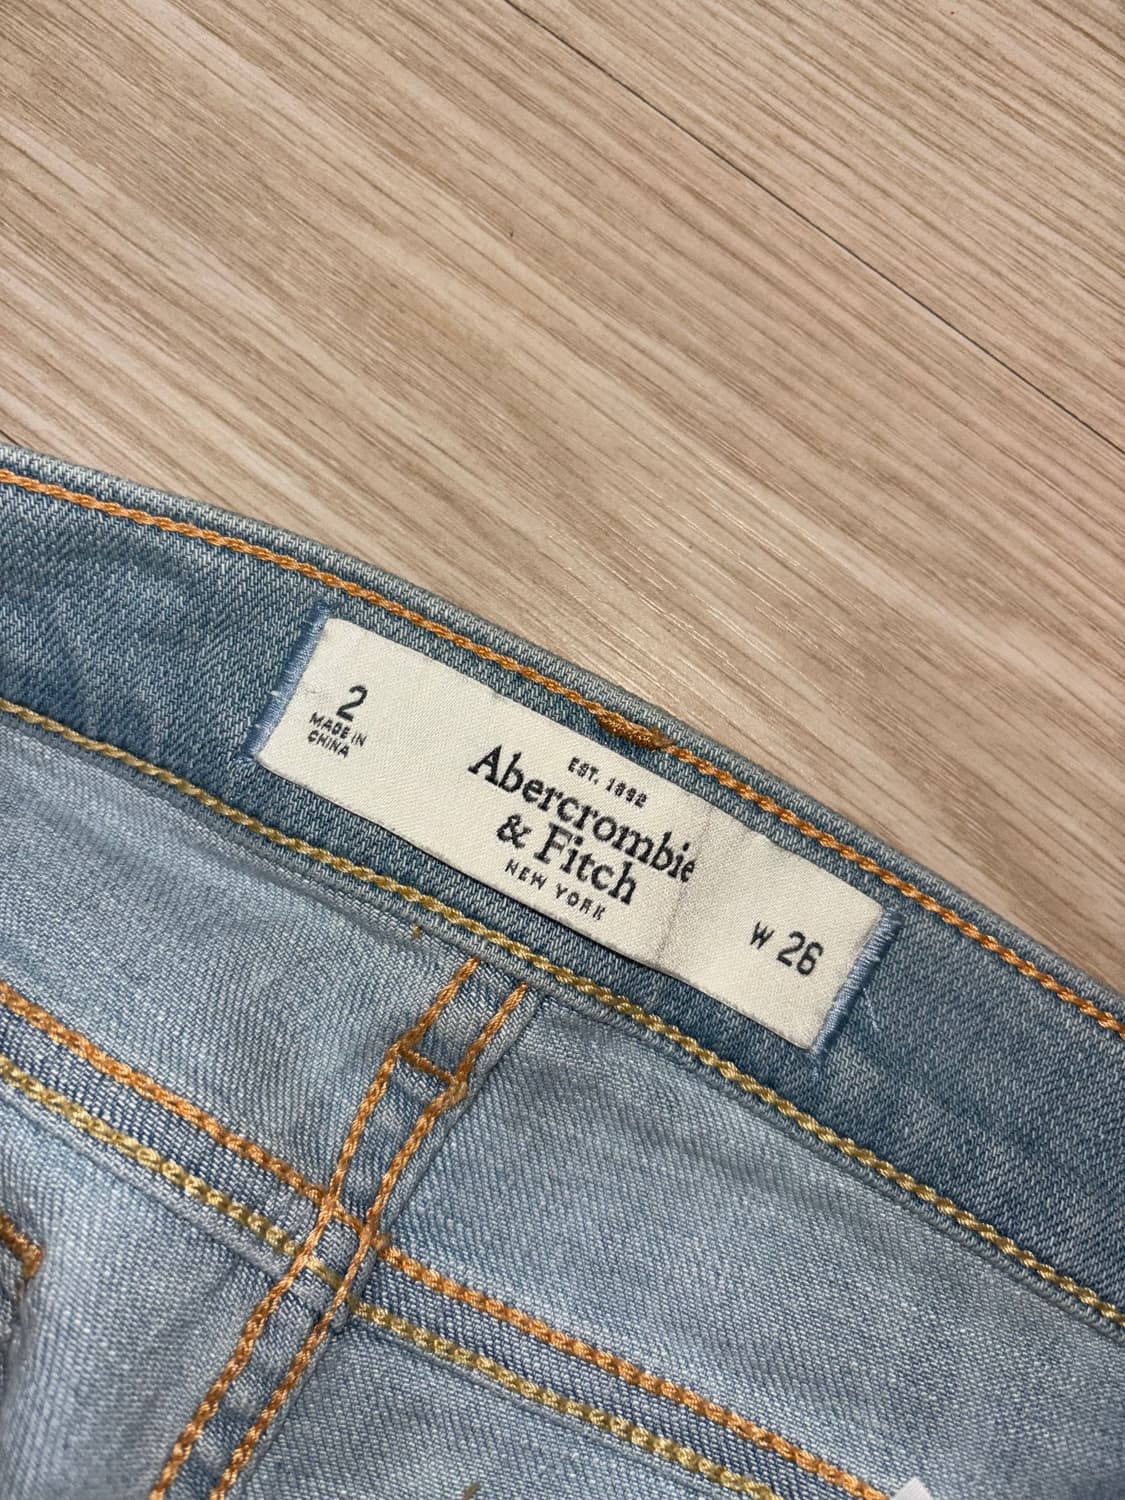 2
MADE IN
CHINA
EST. 1892
Abercrombie
& Fitch
NEW YORK
W 26